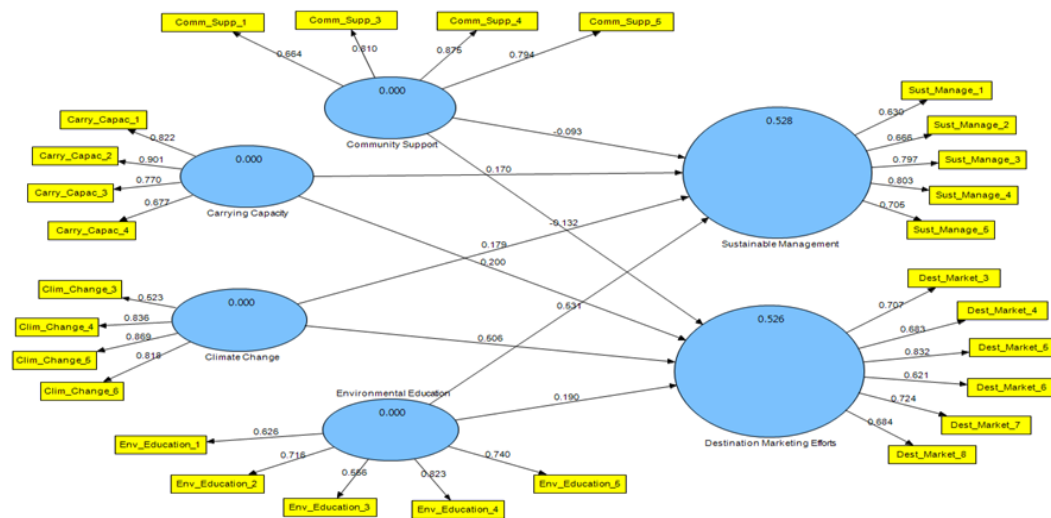 Comm_Supp_1
Comm_Supp_3
Comm_Supp_4
Comm_Supp_5
0.664
0.810
0.875
0.794
0.000
Community Support
Carry_Capac_1
Carry_Capac_2
Carry_Capac_3
Carry_Capac_4
0.822
0.901
0.770
0.677
0.000
Carrying Capacity
Clim_Change_3
Clim_Change_4
Clim_Change_5
Clim_Change_6
0.523
0.836
0.869
0.818
0.000
Climate Change
Environmental Education
0.000
Env_Education_1
Env_Education_2
Env_Education_3
Env_Education_4
Env_Education_5
0.626
0.716
0.823
0.740
-0.093
0.170
-0.132
0.179
0.200
0.631
0.606
0.190
0.528
Sustainable Management
Sust_Manage_1
Sust_Manage_2
Sust_Manage_3
Sust_Manage_4
Sust_Manage_5
0.630
0.666
0.797
0.803
0.705
0.526
Destination Marketing Efforts
Dest_Market_3
Dest_Market_4
Dest_Market_6
Dest_Market_7
Dest_Market_8
0.707
0.683
0.832
0.621
0.724
0.684